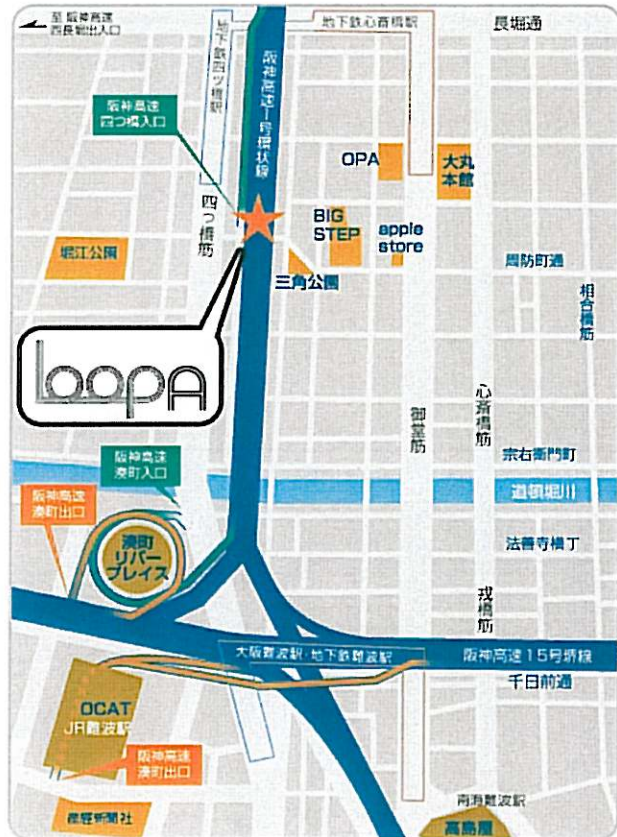 至 阪神高速
西長堀出入口
地下鉄四ツ橋駅
阪神高速1号環状線
地下鉄心斎橋駅
長堀通
阪神高速
四つ橋入口
OPA
大丸
本館
四つ橋筋
BIG
STEP
apple
store
堀江公園
三角公園
周防町通
相合橋筋
LoopA
御堂筋
心斎橋筋
宗右衛門町
阪神高速
湊町入口
阪神高速
湊町出口
道頓堀川
湊町
リバー
プレイス
法善寺横丁
戎橋筋
大阪難波駅・地下鉄難波駅
阪神高速15号堺線
千日前通
OCAT
JR難波駅
阪神高速
湊町出口
産経新聞社
南海難波駅
高島屋